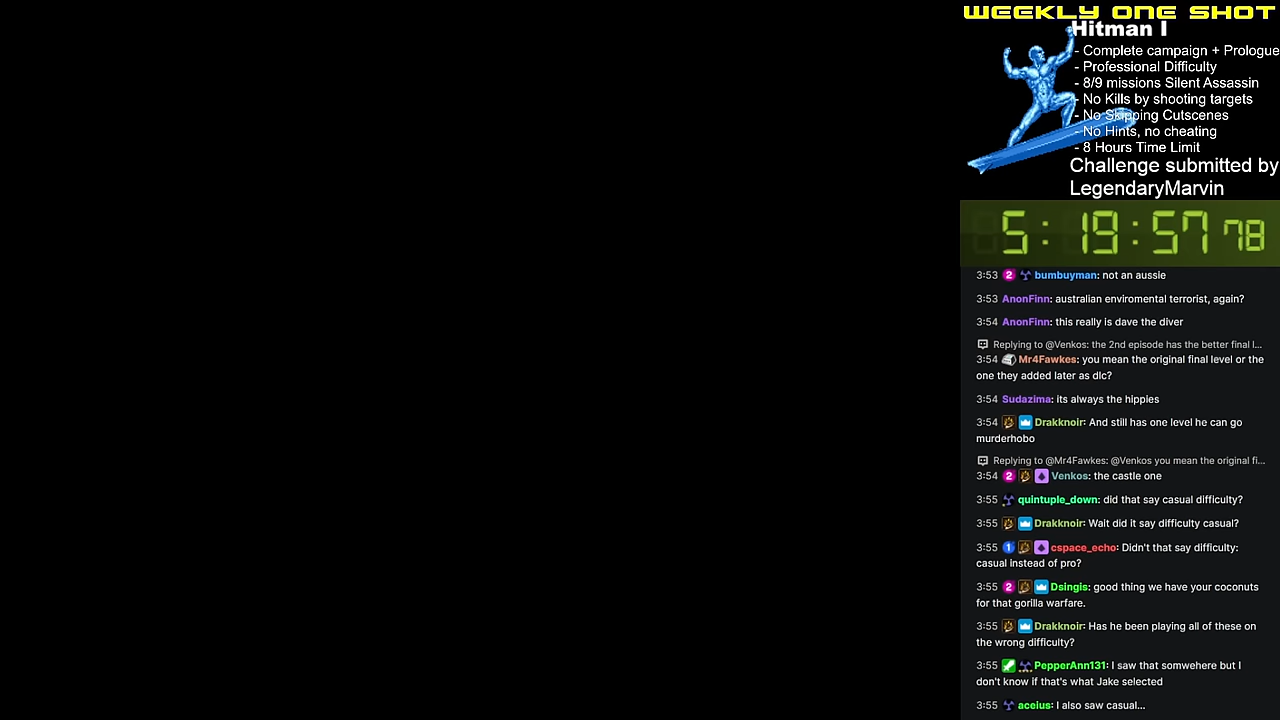 WEEKLY ONE SHOT
Hitman I
- Complete campaign + Prologue
- Professional Difficulty
- 8/9 missions Silent Assassin
- No Kills by shooting targets
- No Skipping Cutscenes
- No Hints, no cheating
- 8 Hours Time Limit
Challenge submitted by
LegendaryMarvin
5:19:57 78
3:53 2 bumbuyman: not an aussie
3:53 AnonFinn: australian enviromental terrorist, again?
3:54 AnonFinn: this really is dave the diver
Replying to @Venkos: the 2nd episode has the better final l...
3:54 Mr4Fawkes: you mean the original final level or the
one they added later as dlc?
3:54 Sudazima: its always the hippies
3:54 Drakknoir: And still has one level he can go
murderhobo
Replying to @Mr4Fawkes: @Venkos you mean the original fi...
3:54 2 Venkos: the castle one
3:55 quintuple_down: did that say casual difficulty?
3:55 Drakknoir: Wait did it say difficulty casual?
3:55 1 cspace_echo: Didn't that say difficulty:
casual instead of pro?
3:55 2 Dsingis: good thing we have your coconuts
for that gorilla warfare.
3:55 Drakknoir: Has he been playing all of these on
the wrong difficulty?
3:55 PepperAnn131: I saw that somwehere but I
don't know if that's what Jake selected
3:55 aceius: I also saw casual...